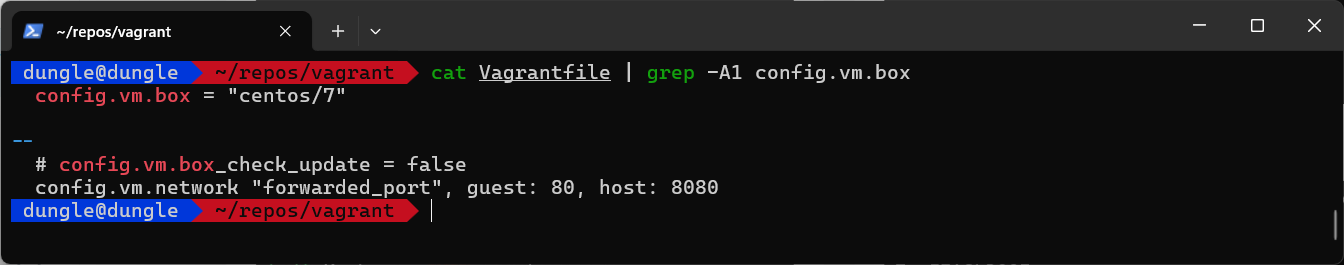 ~/repos/vagrant
dungle@dungle ~/repos/vagrant cat Vagrantfile | grep -A1 config.vm.box
config.vm.box = "centos/7"
--
# config.vm.box_check_update = false
config.vm.network "forwarded_port", guest: 80, host: 8080
dungle@dungle ~/repos/vagrant